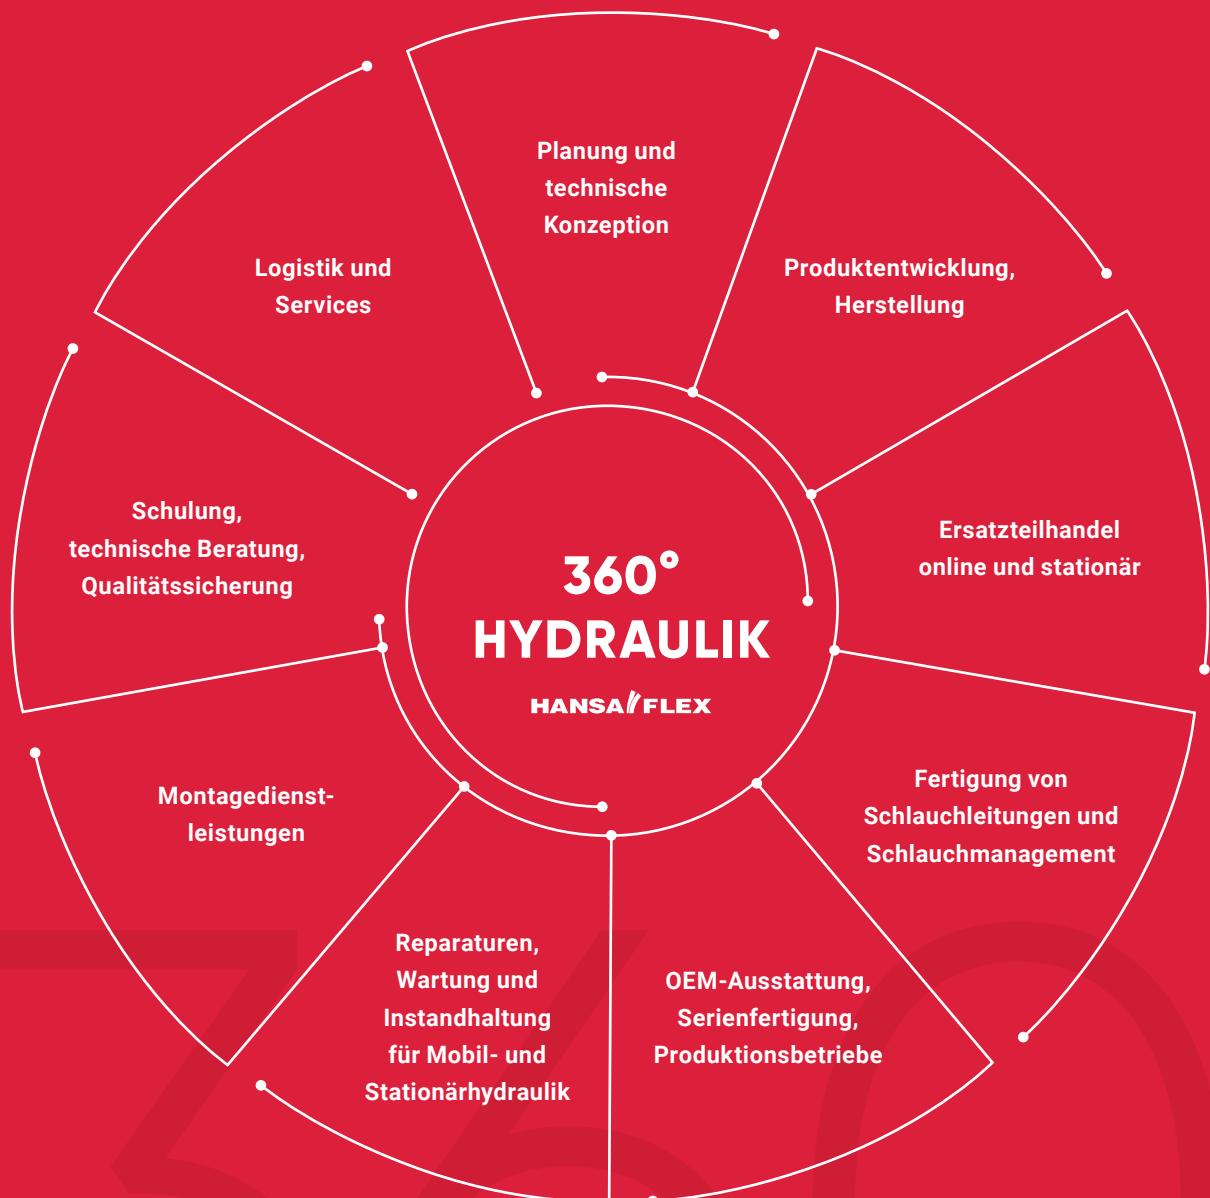 Planung und
technische
Konzeption
Produktentwicklung,
Herstellung
Ersatzteilhandel
online und stationär
Fertigung von
Schlauchleitungen und
Schlauchmanagement
OEM-Ausstattung,
Serienfertigung,
Produktionsbetriebe
Reparaturen,
Wartung und
Instandhaltung
für Mobil- und
Stationärhydraulik
Montagedienst-
leistungen
Schulung,
technische Beratung,
Qualitätssicherung
Logistik und
Services
360°
HYDRAULIK
HANSA FLEX
360